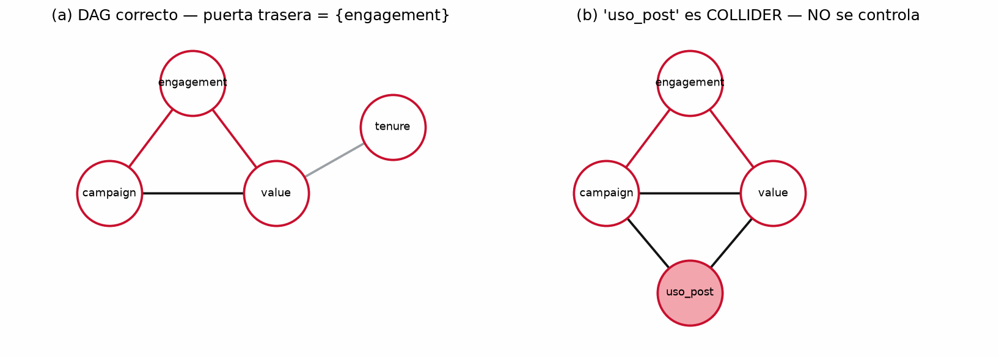 (a) DAG correcto — puerta trasera = {engagement}
engagement
tenure
campaign
value
(b) 'uso_post' es COLLIDER — NO se controla
engagement
campaign
value
uso_post